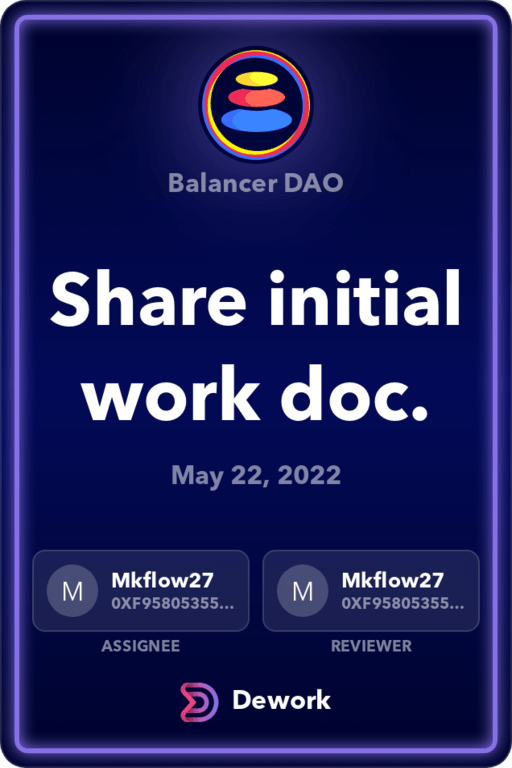 Balancer DAO
Share initial
work doc.
May 22, 2022
M
Mkflow27
0XF95805355...
ASSIGNEE
M
Mkflow27
0XF95805355...
REVIEWER
Dework